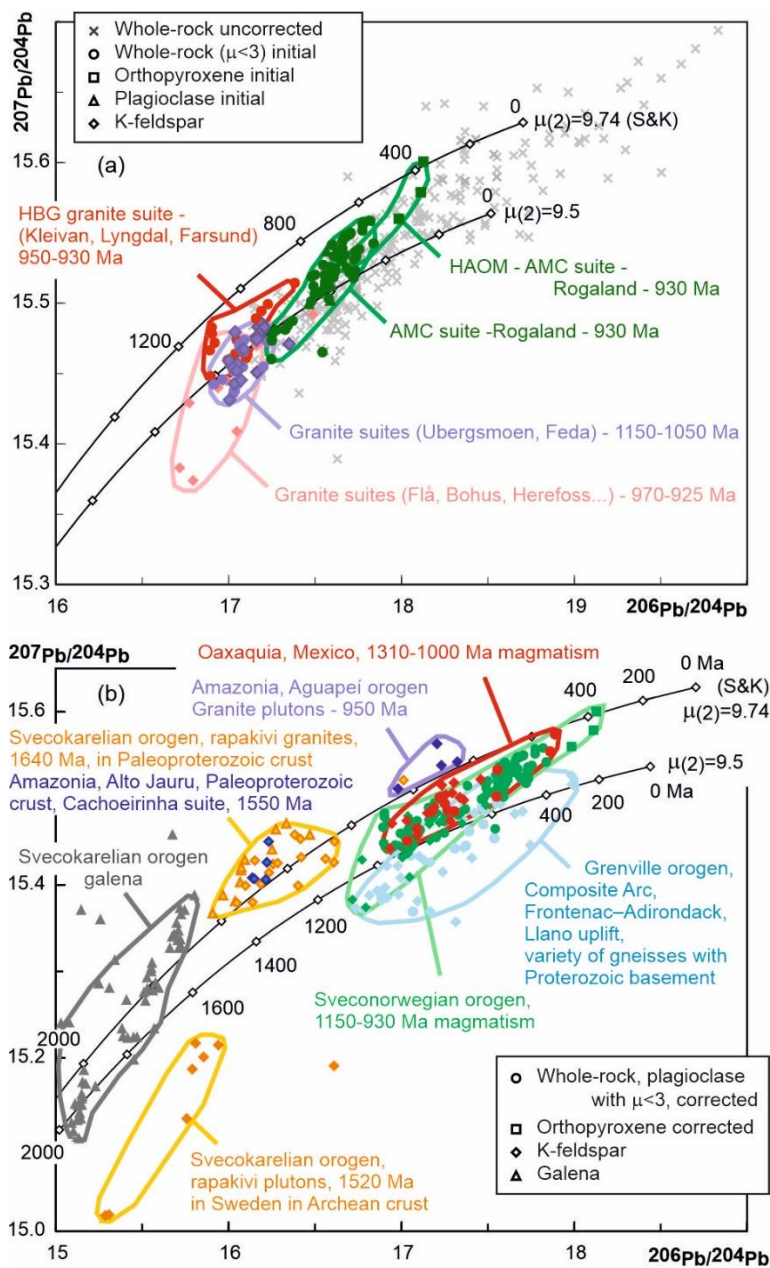 207Pb/204Pb
Whole-rock uncorrected
Whole-rock (μ<3) initial
Orthopyroxene initial
Plagioclase initial
K-feldspar
0
μ(2)=9.74 (S&K)
15.6
(a)
400
0
μ(2)=9.5
HBG granite suite -
(Kleivan, Lyngdal, Farsund)
950-930 Ma
800
HAOM - AMC suite -
Rogaland - 930 Ma
15.5
1200
AMC suite -Rogaland - 930 Ma
15.4
Granite suites (Ubergsmoen, Feda) - 1150-1050 Ma
Granite suites (Flå, Bohus, Herefoss...) - 970-925 Ma
15.3
16
17
18
19
206Pb/204Pb
207Pb/204Pb
(b)
Oaxaquia, Mexico, 1310-1000 Ma magmatism
0 Ma
(S&K)
μ(2)=9.74
200
400
15.6
Amazonia, Aguapeí orogen
Granite plutons - 950 Ma
Svecokarelian orogen, rapakivi granites,
1640 Ma, in Paleoproterozoic crust
Amazonia, Alto Jauru, Paleoproterozoic
crust, Cachoeirinha suite, 1550 Ma
μ(2)=9.5
0 Ma
200
400
Svecokarelian orogen
galena
15.4
Grenville orogen,
Composite Arc,
Frontenac–Adirondack,
Llano uplift,
variety of gneisses with
Proterozoic basement
1200
1400
1600
Sveconorwegian orogen,
1150-930 Ma magmatism
2000
15.2
2000
Whole-rock, plagioclase
with μ<3, corrected
Orthopyroxene corrected
K-feldspar
Galena
Svecokarelian orogen,
rapakivi plutons, 1520 Ma
in Sweden in Archean crust
15.0
15
16
17
18
206Pb/204Pb